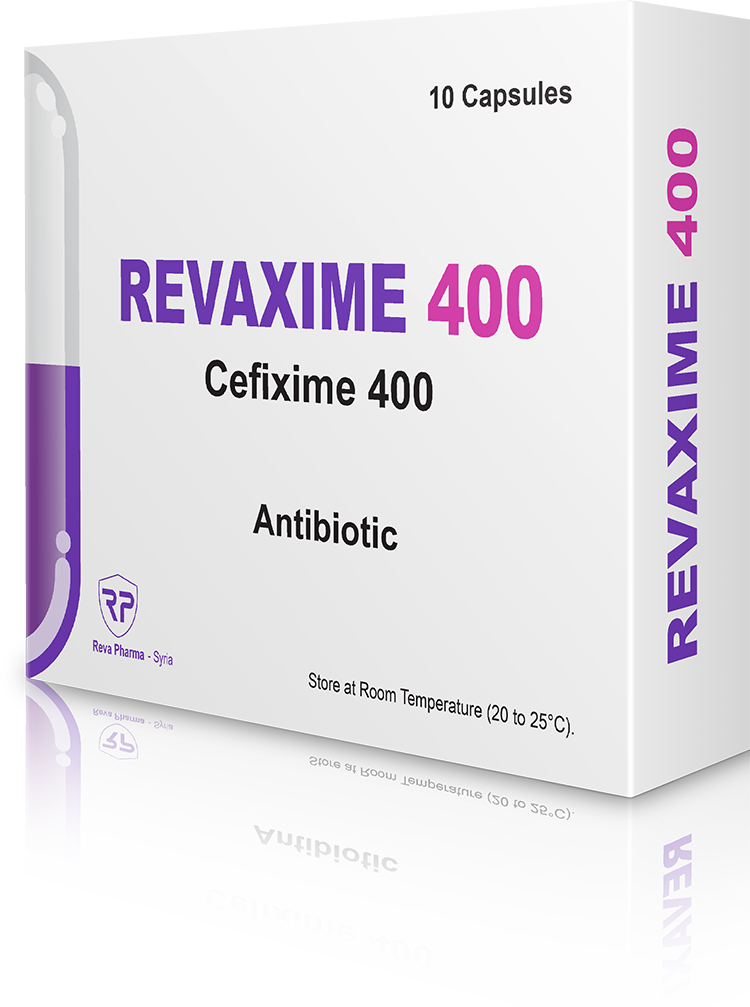 10 Capsules
REVAXIME 400
Cefixime 400
Antibiotic
RP
Reva Pharma - Syria
Store at Room Temperature (20 to 25°C).
REVAXIME 400